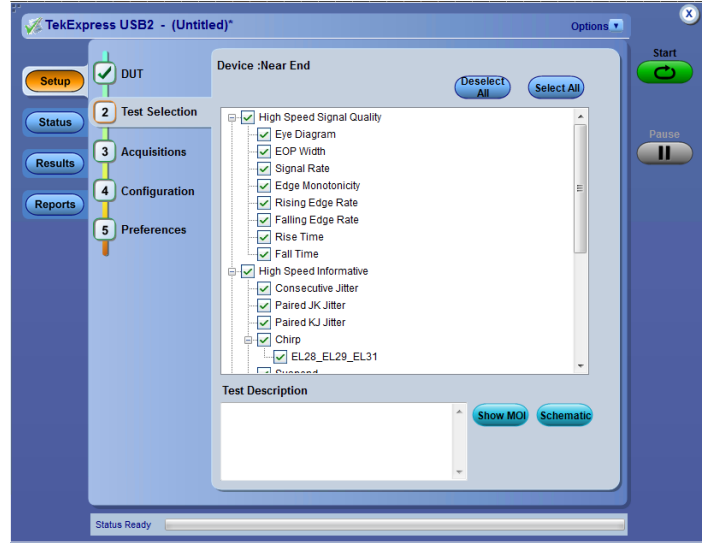 TekExpress USB2 - (Untitled)*
Options
x
Start
Pause
Setup
Status
Results
Reports
DUT
2 Test Selection
3 Acquisitions
4 Configuration
5 Preferences
Device :Near End
Deselect
All
Select All
High Speed Signal Quality
Eye Diagram
EOP Width
Signal Rate
Edge Monotonicity
Rising Edge Rate
Falling Edge Rate
Rise Time
Fall Time
High Speed Informative
Consecutive Jitter
Paired JK Jitter
Paired KJ Jitter
Chirp
EL28_EL29_EL31
Suspend
Test Description
Show MOI
Schematic
Status Ready